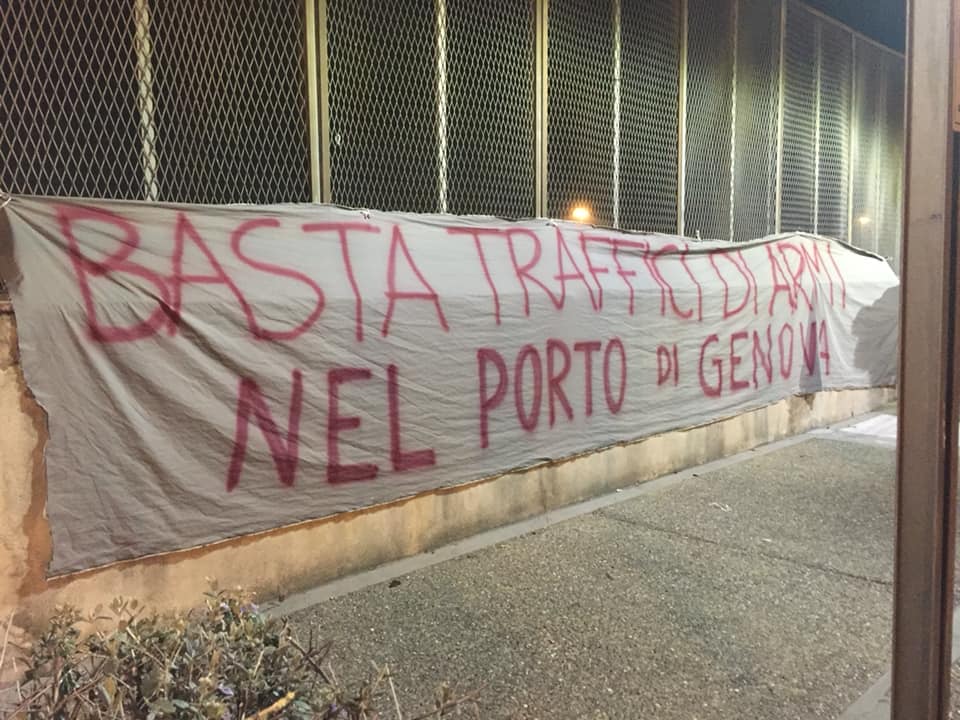 BASTA TRAFFICI DI ARMI
NEL PORTO DI GENOVA